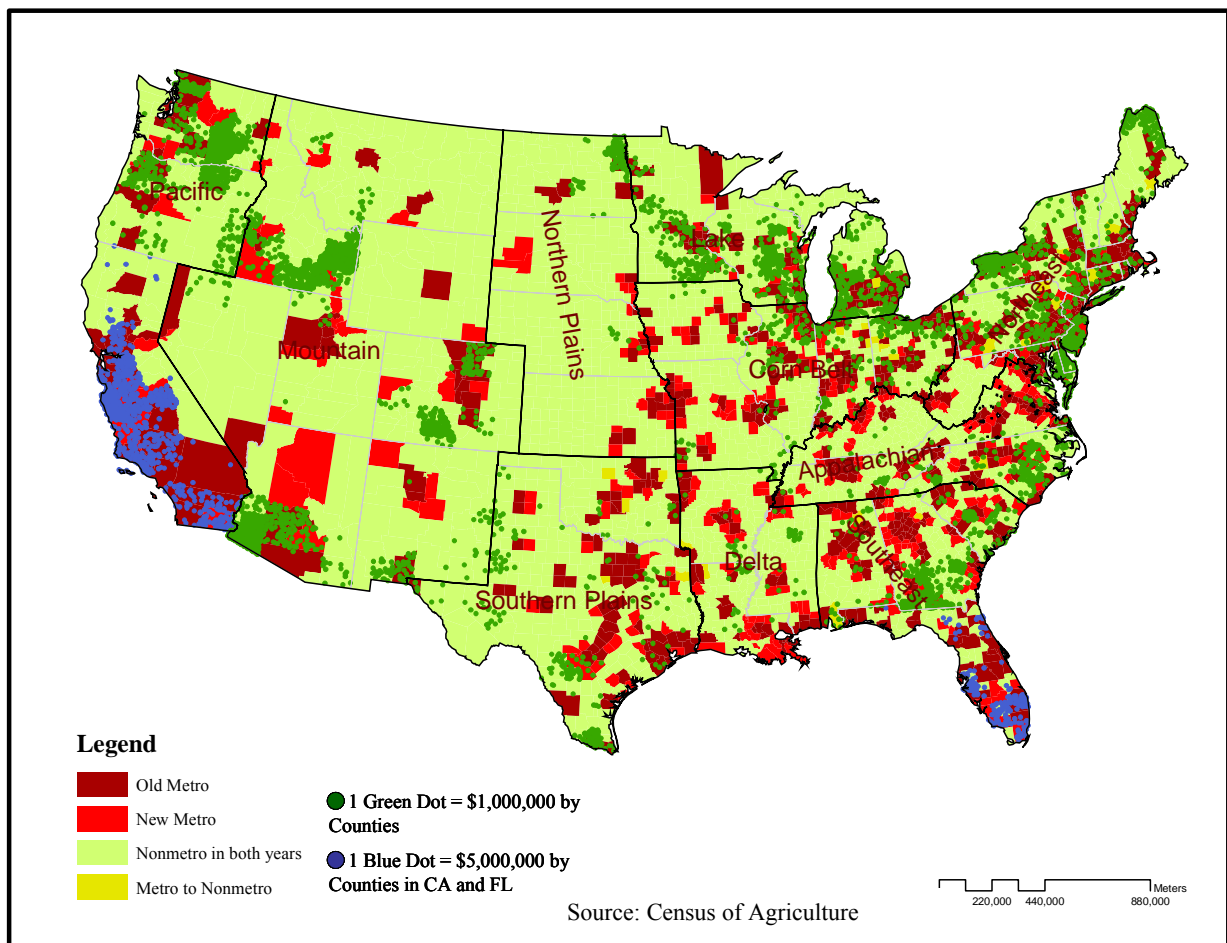 Pacific
Mountain
Northern Plains
Lake
Corn Belt
Northeast
Appalachian
Southeast
Delta
Southern Plains
Legend
Old Metro
New Metro
Nonmetro in both years
Metro to Nonmetro
1 Green Dot = $1,000,000 by
Counties
1 Blue Dot = $5,000,000 by
Counties in CA and FL
Source: Census of Agriculture
Meters
220,000 440,000 880,000